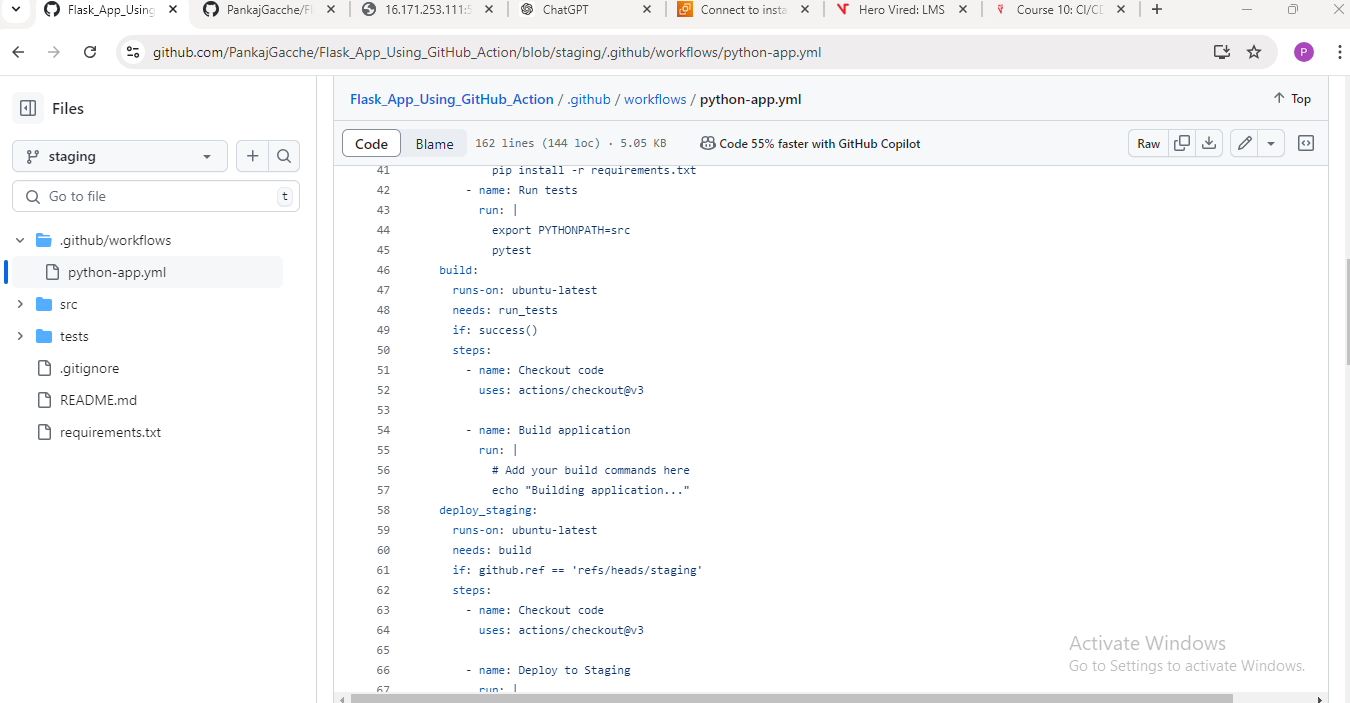 Flask_App_Using
PankajGacche/Fl
16.171.253.111:5
ChatGPT
Connect to insta
Hero Vired: LMS
Course 10: CI/CD
github.com/PankajGacche/Flask_App_Using_GitHub_Action/blob/staging/.github/workflows/python-app.yml
P
Files
staging
Go to file
t
.github/workflows
python-app.yml
src
tests
.gitignore
README.md
requirements.txt
Flask_App_Using_GitHub_Action / .github / workflows / python-app.yml
Top
Code
Blame
162 lines (144 loc) · 5.05 KB
Code 55% faster with GitHub Copilot
Raw
41 pip install -r requirements.txt
42 - name: Run tests
43 run: |
44 export PYTHONPATH=src
45 pytest
46 build:
47 runs-on: ubuntu-latest
48 needs: run_tests
49 if: success()
50 steps:
51 - name: Checkout code
52 uses: actions/checkout@v3
53
54 - name: Build application
55 run: |
56 # Add your build commands here
57 echo "Building application..."
58 deploy_staging:
59 runs-on: ubuntu-latest
60 needs: build
61 if: github.ref == 'refs/heads/staging'
62 steps:
63 - name: Checkout code
64 uses: actions/checkout@v3
65
66 - name: Deploy to Staging
67 run: |
Activate Windows
Go to Settings to activate Windows.